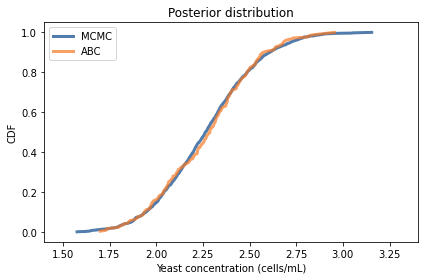 Posterior distribution
MCMC
ABC
1.0
0.8
0.6
0.4
0.2
0.0
CDF
1.50 1.75 2.00 2.25 2.50 2.75 3.00 3.25
Yeast concentration (cells/mL)